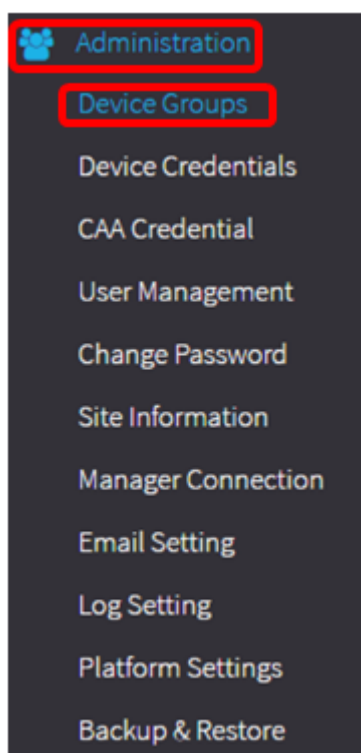 Administration
Device Groups
Device Credentials
CAA Credential
User Management
Change Password
Site Information
Manager Connection
Email Setting
Log Setting
Platform Settings
Backup & Restore